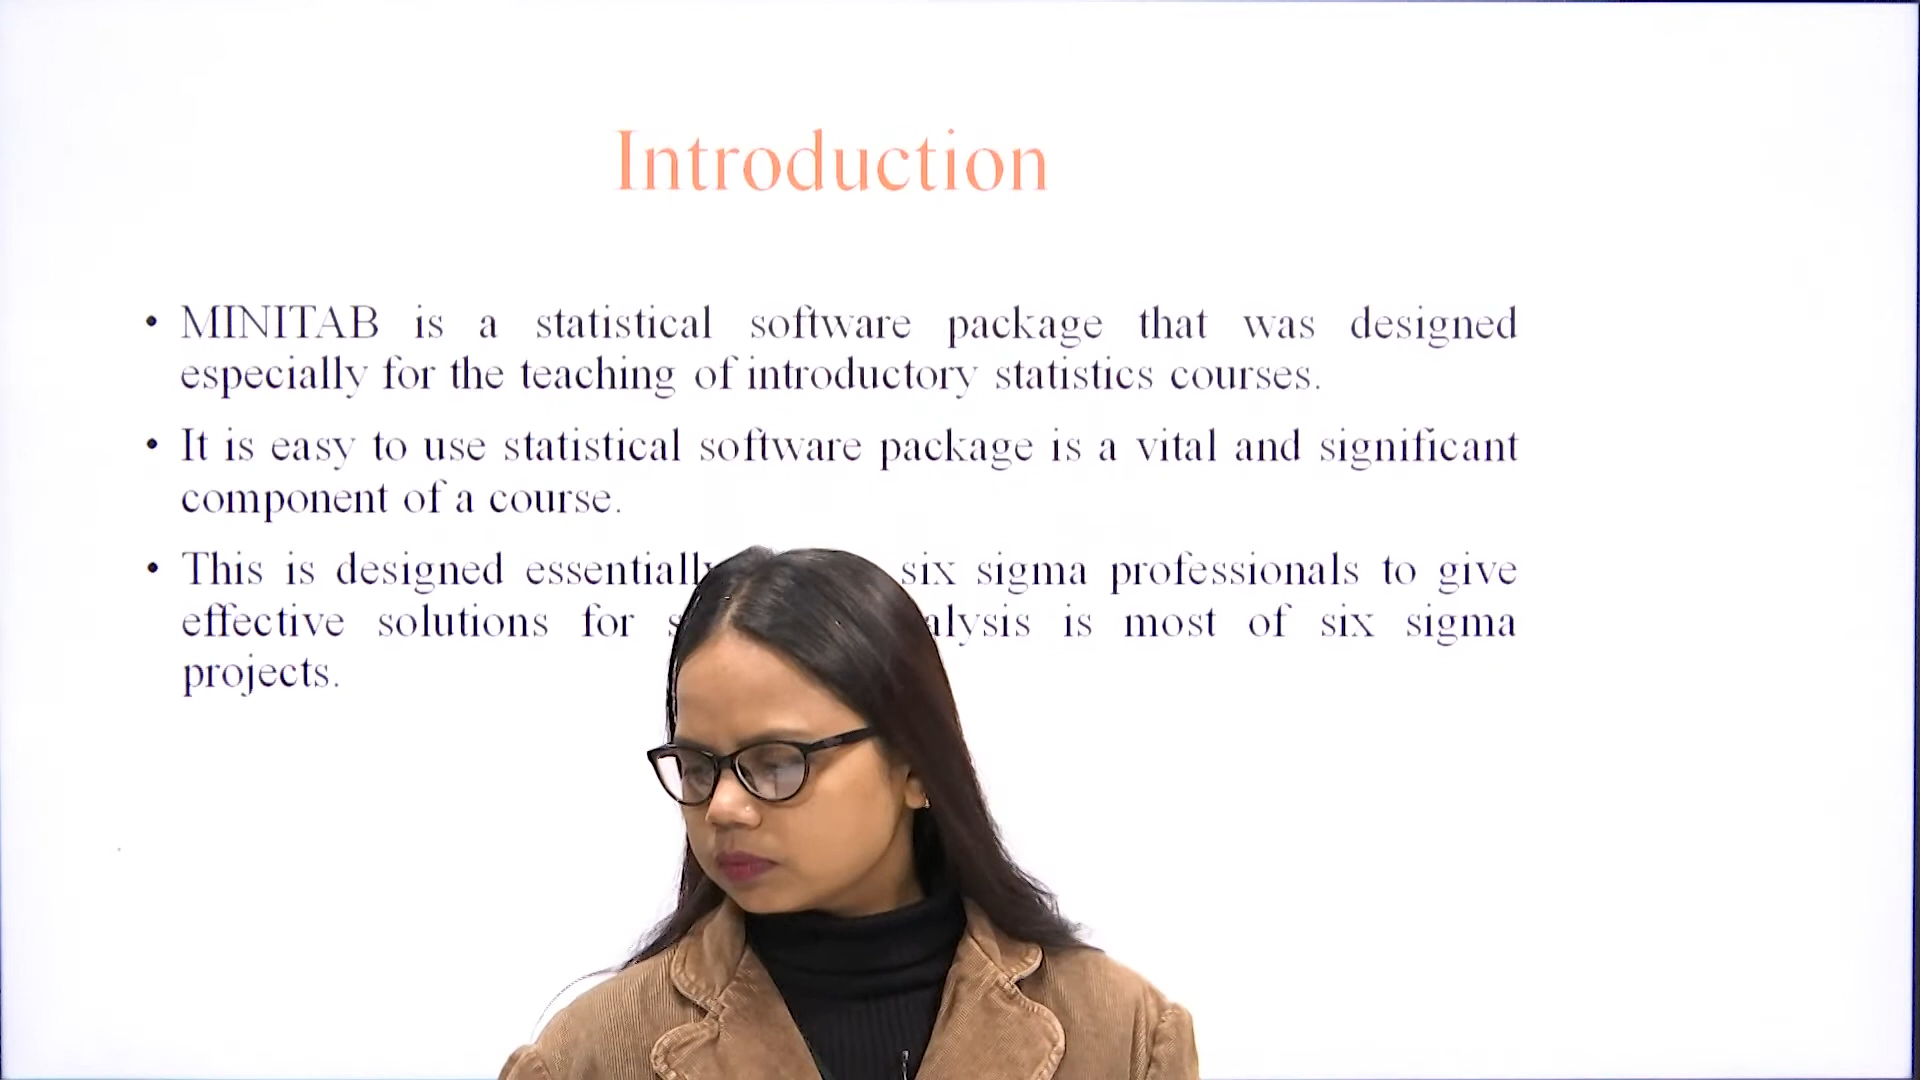 Introduction
• MINITAB is a statistical software package that was designed
especially for the teaching of introductory statistics courses.
• It is easy to use statistical software package is a vital and significant
component of a course.
• This is designed essentially six sigma professionals to give
effective solutions for is most of six sigma
projects.